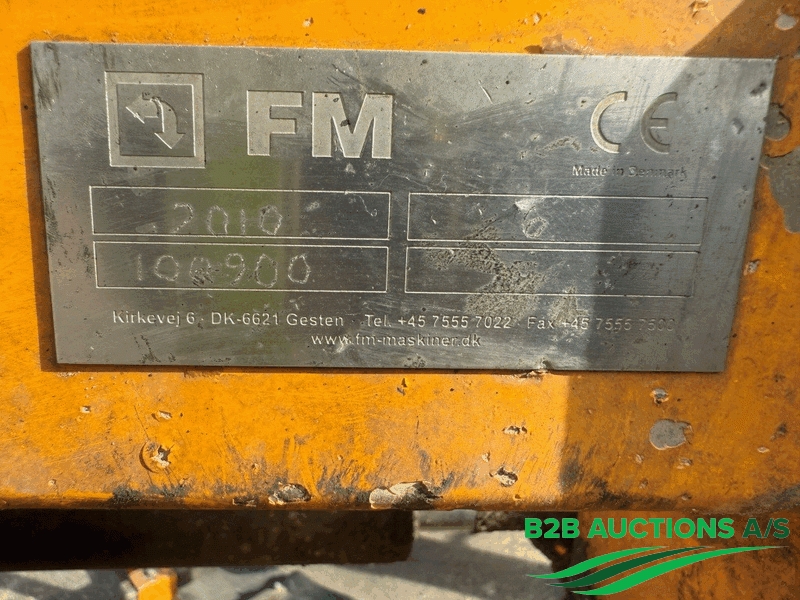 FM
CE
Made in Denmark
2010
6
100900
Kirkevej 6 · DK-6621 Gesten · Tel. +45 7555 7022 · Fax +45 7555
www.fm-maskiner.dk
B2B AUCTIONS A/S